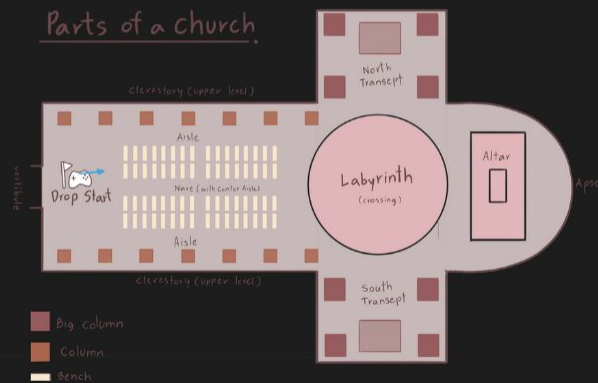 Parts of a church.
clerestory (upper level)
North
Transept
Aisle
Nave (with Center Aisle)
Drop Start
vestibule
Labyrinth
(crossing)
Altar
Apse
Aisle
clerestory (upper level)
South
Transept
Big column
Column
Bench